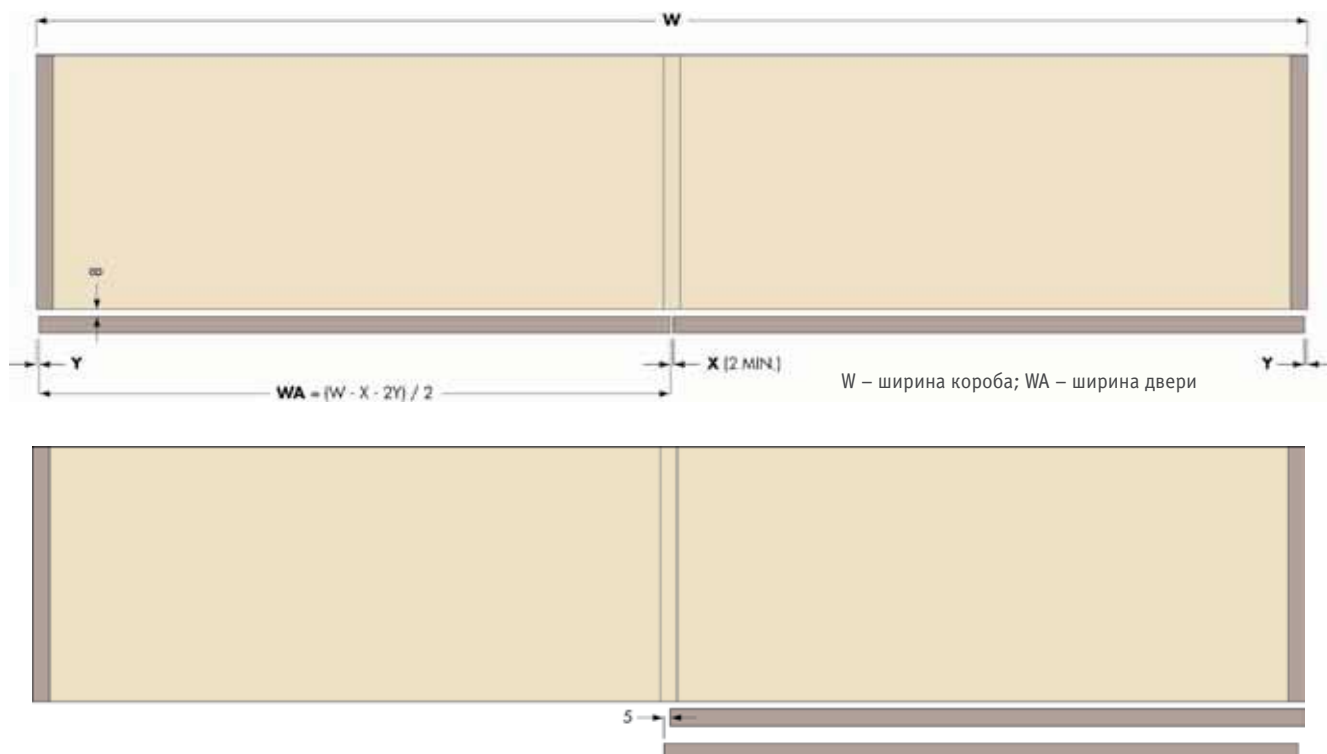 W
8
Y
X (2 MIN.)
Y
WA = (W - X - 2Y) / 2
W – ширина короба; WA – ширина двери
5